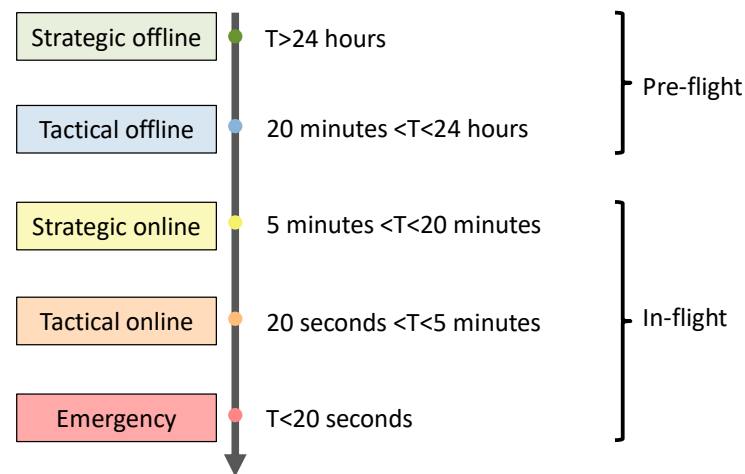 Strategic offline
T>24 hours
Pre-flight
Tactical offline
20 minutes <T<24 hours
Strategic online
5 minutes <T<20 minutes
Tactical online
20 seconds <T<5 minutes
In-flight
Emergency
T<20 seconds